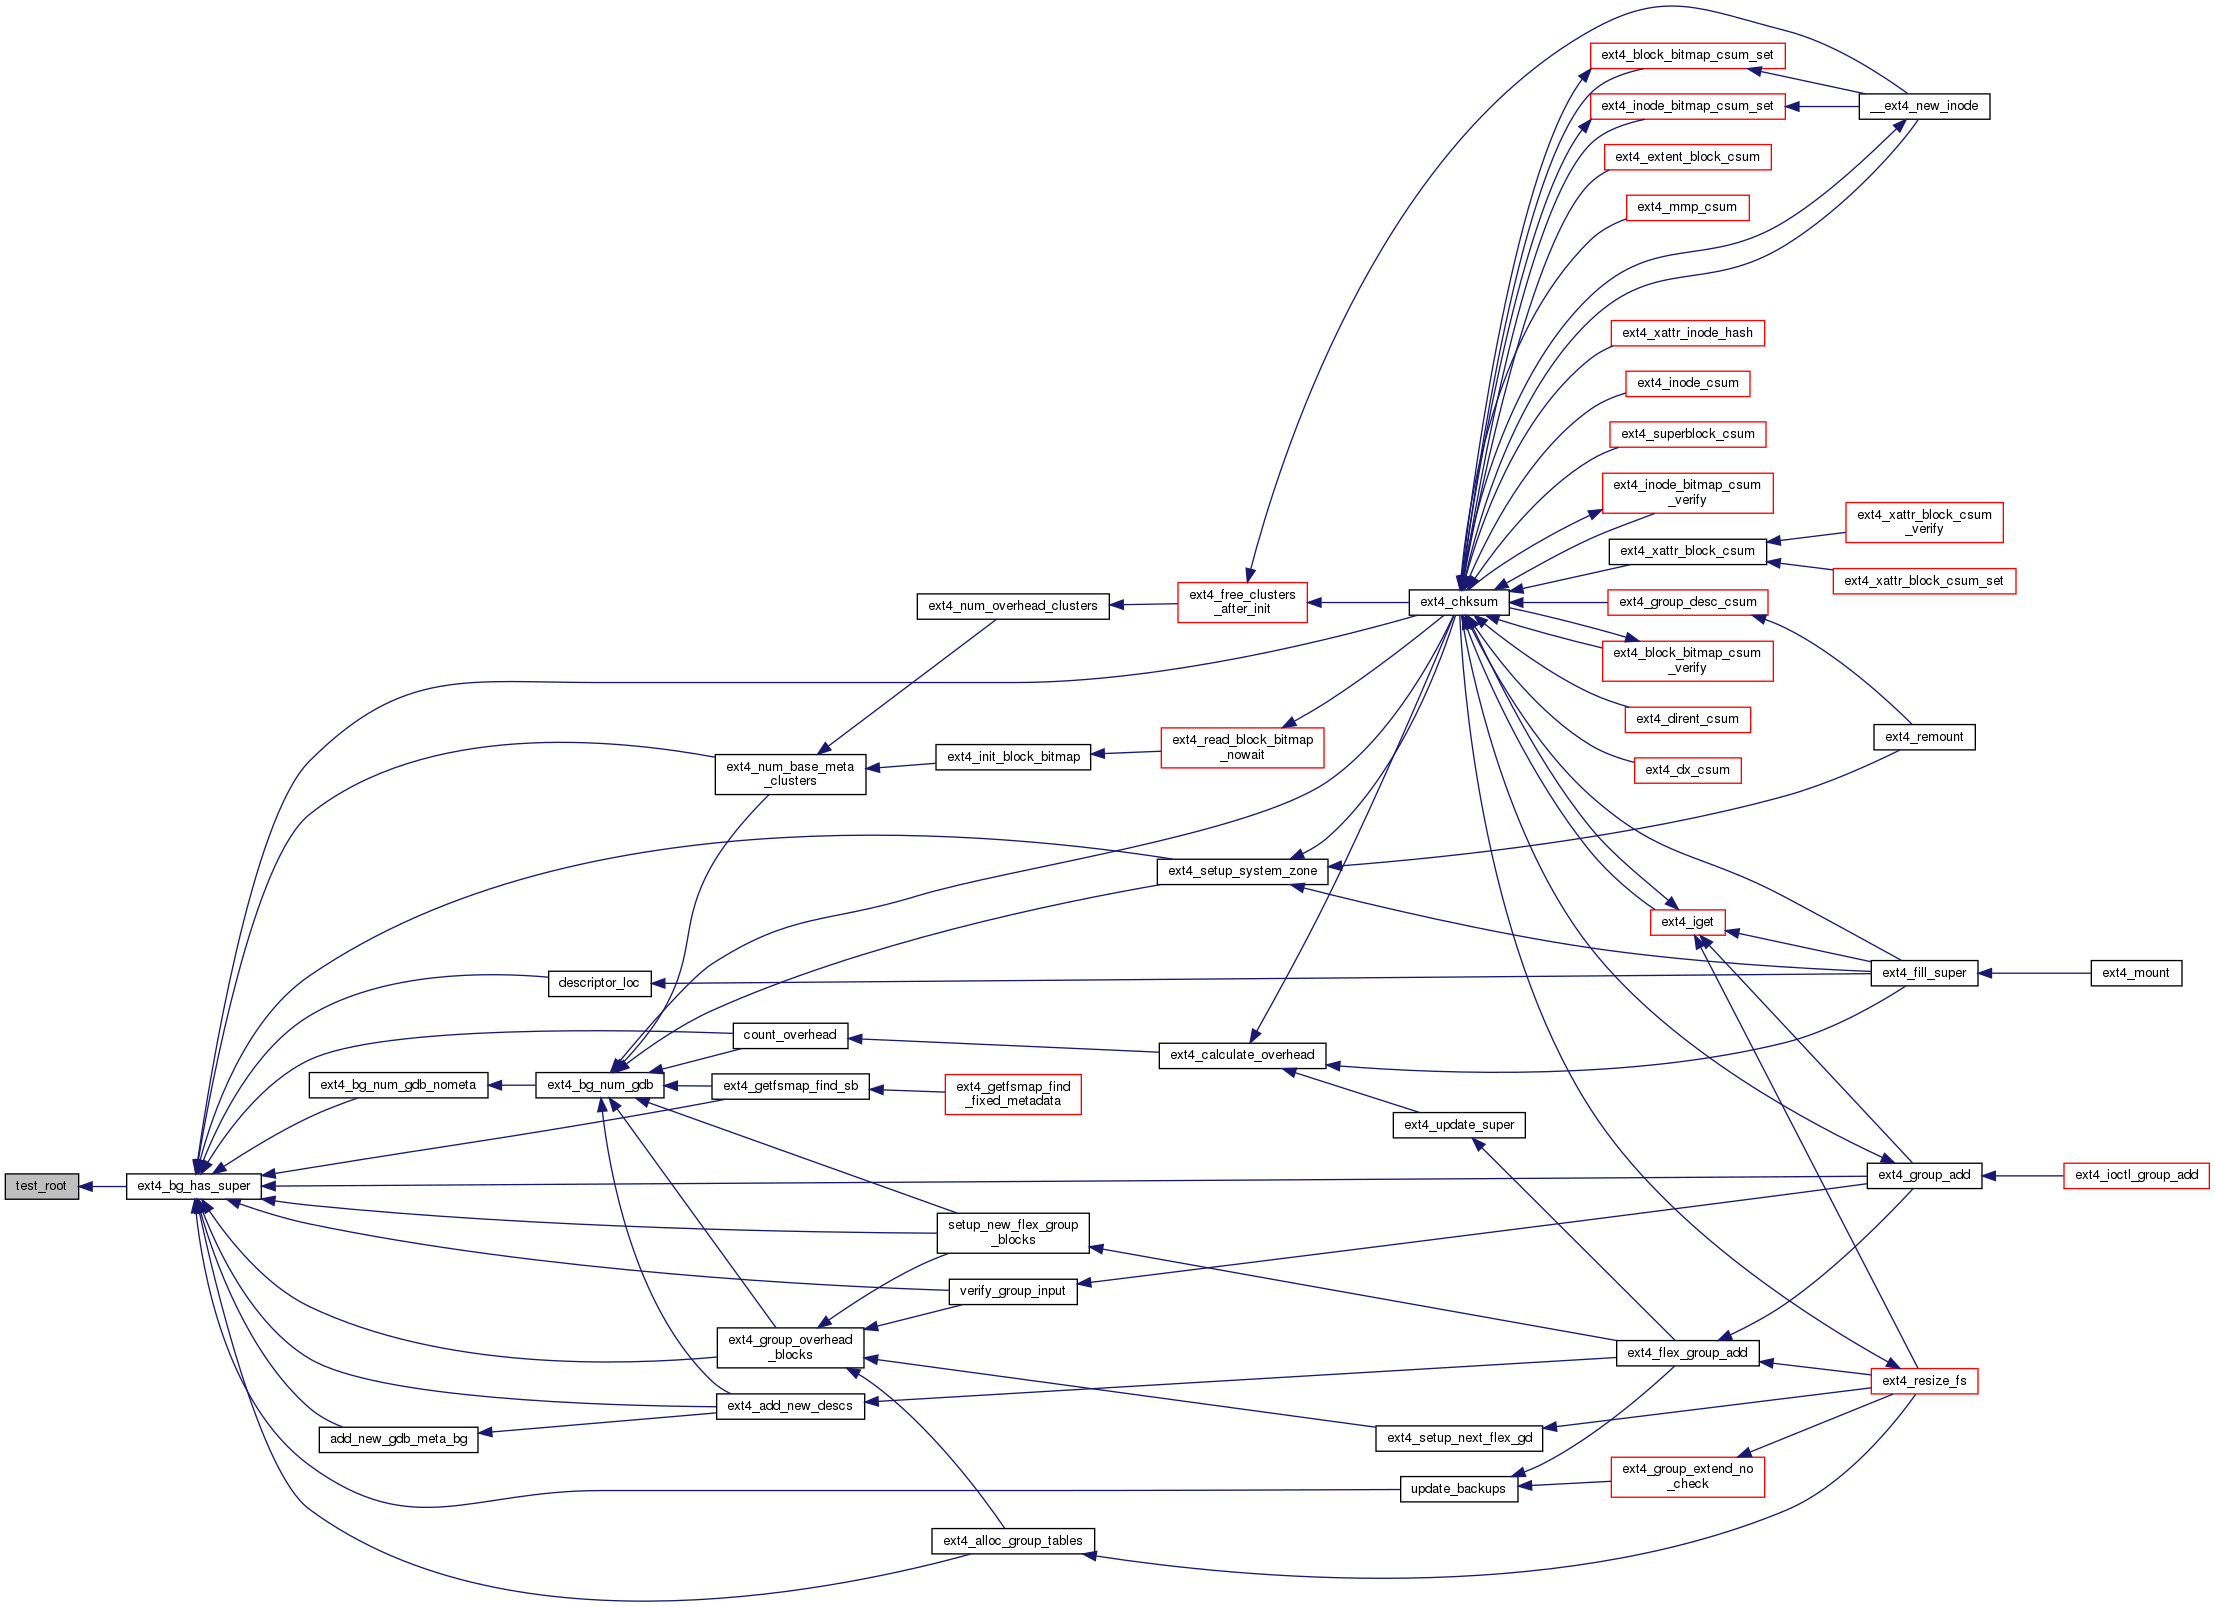 test_root
ext4_bg_has_super
ext4_bg_num_gdb_nometa
add_new_gdb_meta_bg
descriptor_loc
ext4_bg_num_gdb
ext4_num_base_meta
_clusters
count_overhead
ext4_getfsmap_find_sb
ext4_group_overhead
_blocks
ext4_add_new_descs
ext4_num_overhead_clusters
ext4_init_block_bitmap
ext4_getfsmap_find
_fixed_metadata
setup_new_flex_group
_blocks
verify_group_input
ext4_alloc_group_tables
ext4_free_clusters
_after_init
ext4_read_block_bitmap
_nowait
ext4_setup_system_zone
ext4_calculate_overhead
ext4_chksum
ext4_update_super
ext4_setup_next_flex_gd
update_backups
ext4_block_bitmap_csum_set
ext4_inode_bitmap_csum_set
ext4_extent_block_csum
ext4_mmp_csum
ext4_xattr_inode_hash
ext4_inode_csum
ext4_superblock_csum
ext4_inode_bitmap_csum
_verify
ext4_xattr_block_csum
ext4_group_desc_csum
ext4_block_bitmap_csum
_verify
ext4_dirent_csum
ext4_dx_csum
ext4_iget
ext4_flex_group_add
ext4_group_extend_no
_check
__ext4_new_inode
ext4_xattr_block_csum
_verify
ext4_xattr_block_csum_set
ext4_remount
ext4_fill_super
ext4_group_add
ext4_resize_fs
ext4_mount
ext4_ioctl_group_add